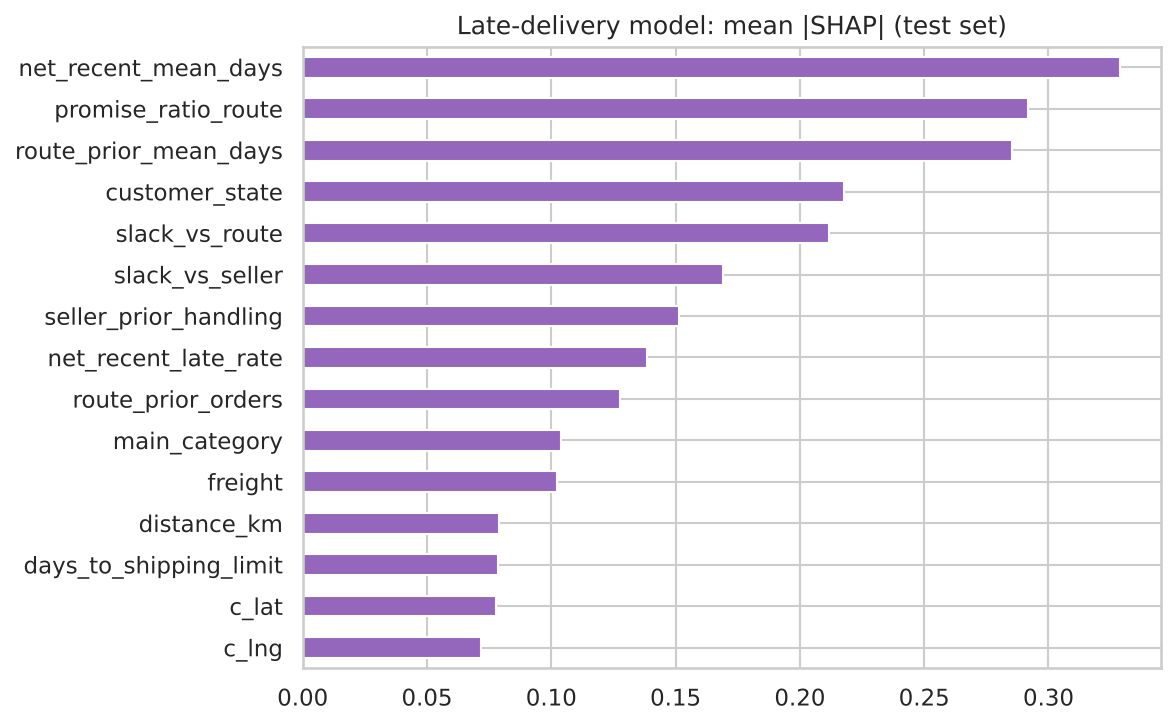 Late-delivery model: mean |SHAP| (test set)
net_recent_mean_days
promise_ratio_route
route_prior_mean_days
customer_state
slack_vs_route
slack_vs_seller
seller_prior_handling
net_recent_late_rate
route_prior_orders
main_category
freight
distance_km
days_to_shipping_limit
c_lat
c_lng
0.00 0.05 0.10 0.15 0.20 0.25 0.30